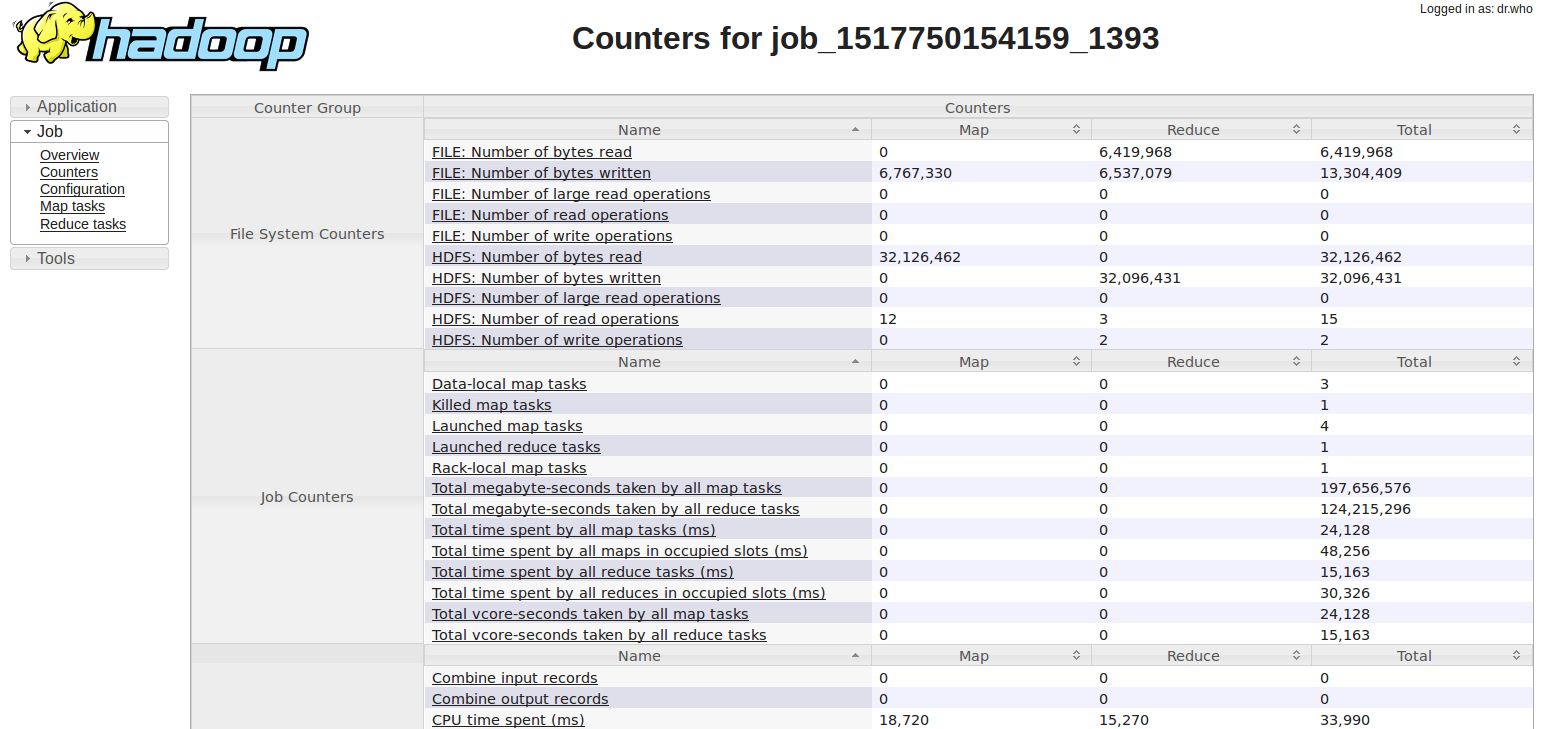 Logged in as: dr.who
hadoop
Counters for job_1517750154159_1393
Application
Job
Overview
Counters
Configuration
Map tasks
Reduce tasks
Tools
Counter Group Counters
File System Counters
Name Map Reduce Total
FILE: Number of bytes read 0 6,419,968 6,419,968
FILE: Number of bytes written 6,767,330 6,537,079 13,304,409
FILE: Number of large read operations 0 0 0
FILE: Number of read operations 0 0 0
FILE: Number of write operations 0 0 0
HDFS: Number of bytes read 32,126,462 0 32,126,462
HDFS: Number of bytes written 0 32,096,431 32,096,431
HDFS: Number of large read operations 0 0 0
HDFS: Number of read operations 12 3 15
HDFS: Number of write operations 0 2 2
Job Counters
Name Map Reduce Total
Data-local map tasks 0 0 3
Killed map tasks 0 0 1
Launched map tasks 0 0 4
Launched reduce tasks 0 0 1
Rack-local map tasks 0 0 1
Total megabyte-seconds taken by all map tasks 0 0 197,656,576
Total megabyte-seconds taken by all reduce tasks 0 0 124,215,296
Total time spent by all map tasks (ms) 0 0 24,128
Total time spent by all maps in occupied slots (ms) 0 0 48,256
Total time spent by all reduce tasks (ms) 0 0 15,163
Total time spent by all reduces in occupied slots (ms) 0 0 30,326
Total vcore-seconds taken by all map tasks 0 0 24,128
Total vcore-seconds taken by all reduce tasks 0 0 15,163
Name Map Reduce Total
Combine input records 0 0 0
Combine output records 0 0 0
CPU time spent (ms) 18,720 15,270 33,990